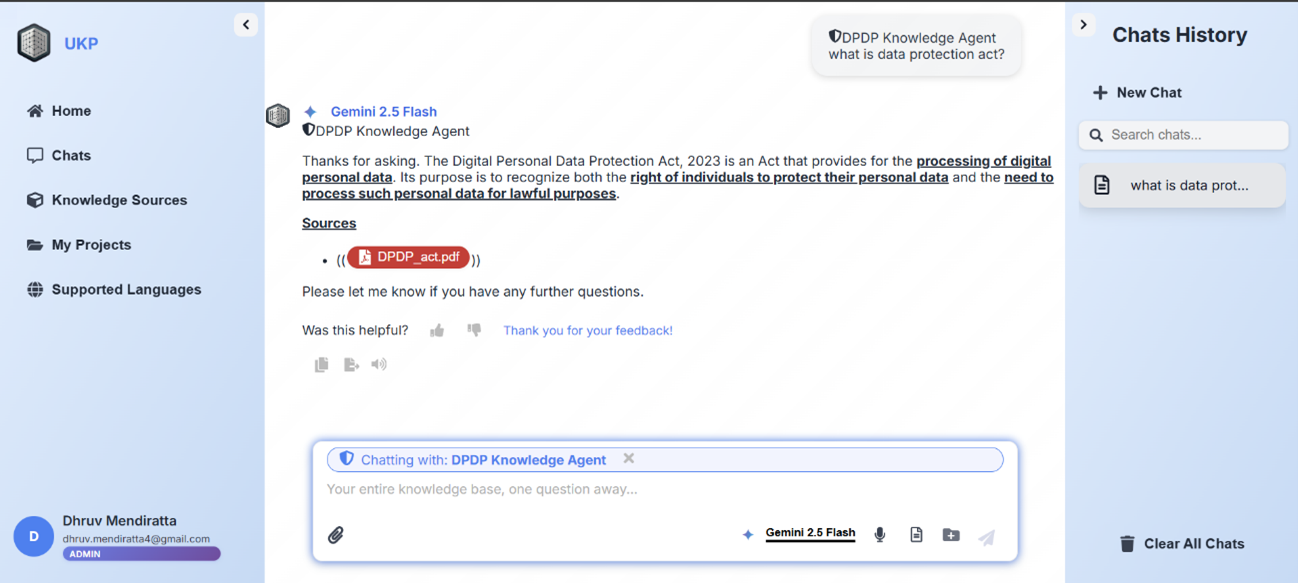 UKP
Home
Chats
Knowledge Sources
My Projects
Supported Languages
D
Dhruv Mendiratta
dhruv.mendiratta4@gmail.com
ADMIN
DPDP Knowledge Agent
what is data protection act?
Gemini 2.5 Flash
DPDP Knowledge Agent
Thanks for asking. The Digital Personal Data Protection Act, 2023 is an Act that provides for the processing of digital
personal data. Its purpose is to recognize both the right of individuals to protect their personal data and the need to
process such personal data for lawful purposes.
Sources
• (( DPDP_act.pdf ))
Please let me know if you have any further questions.
Was this helpful? Thank you for your feedback!
Chatting with: DPDP Knowledge Agent
Your entire knowledge base, one question away...
Gemini 2.5 Flash
Chats History
New Chat
Search chats...
what is data prot...
Clear All Chats